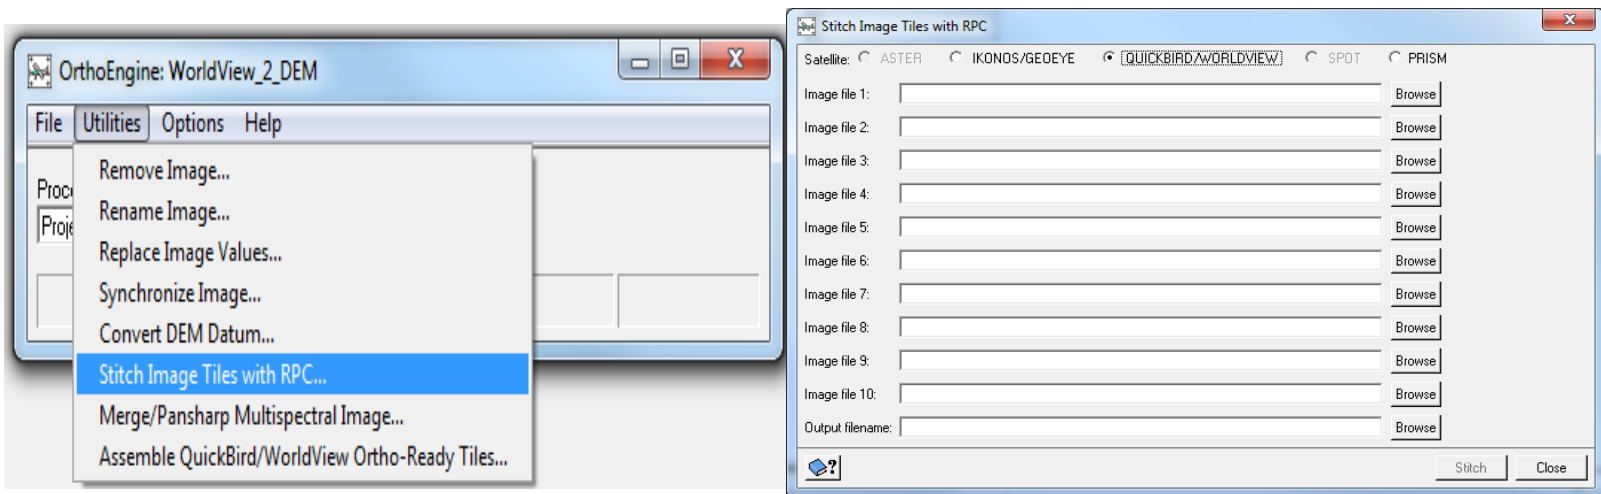 OrthoEngine: WorldView_2_DEM
File Utilities Options Help
Proce
Proje
Remove Image...
Rename Image...
Replace Image Values...
Synchronize Image...
Convert DEM Datum...
Stitch Image Tiles with RPC...
Merge/Pansharp Multispectral Image...
Assemble QuickBird/WorldView Ortho-Ready Tiles...
Stitch Image Tiles with RPC
Satellite: ASTER IKONOS/GEOEYE QUICKBIRD/WORLDVIEW SPOT PRISM
Image file 1: Browse
Image file 2: Browse
Image file 3: Browse
Image file 4: Browse
Image file 5: Browse
Image file 6: Browse
Image file 7: Browse
Image file 8: Browse
Image file 9: Browse
Image file 10: Browse
Output filename: Browse
? Stitch Close